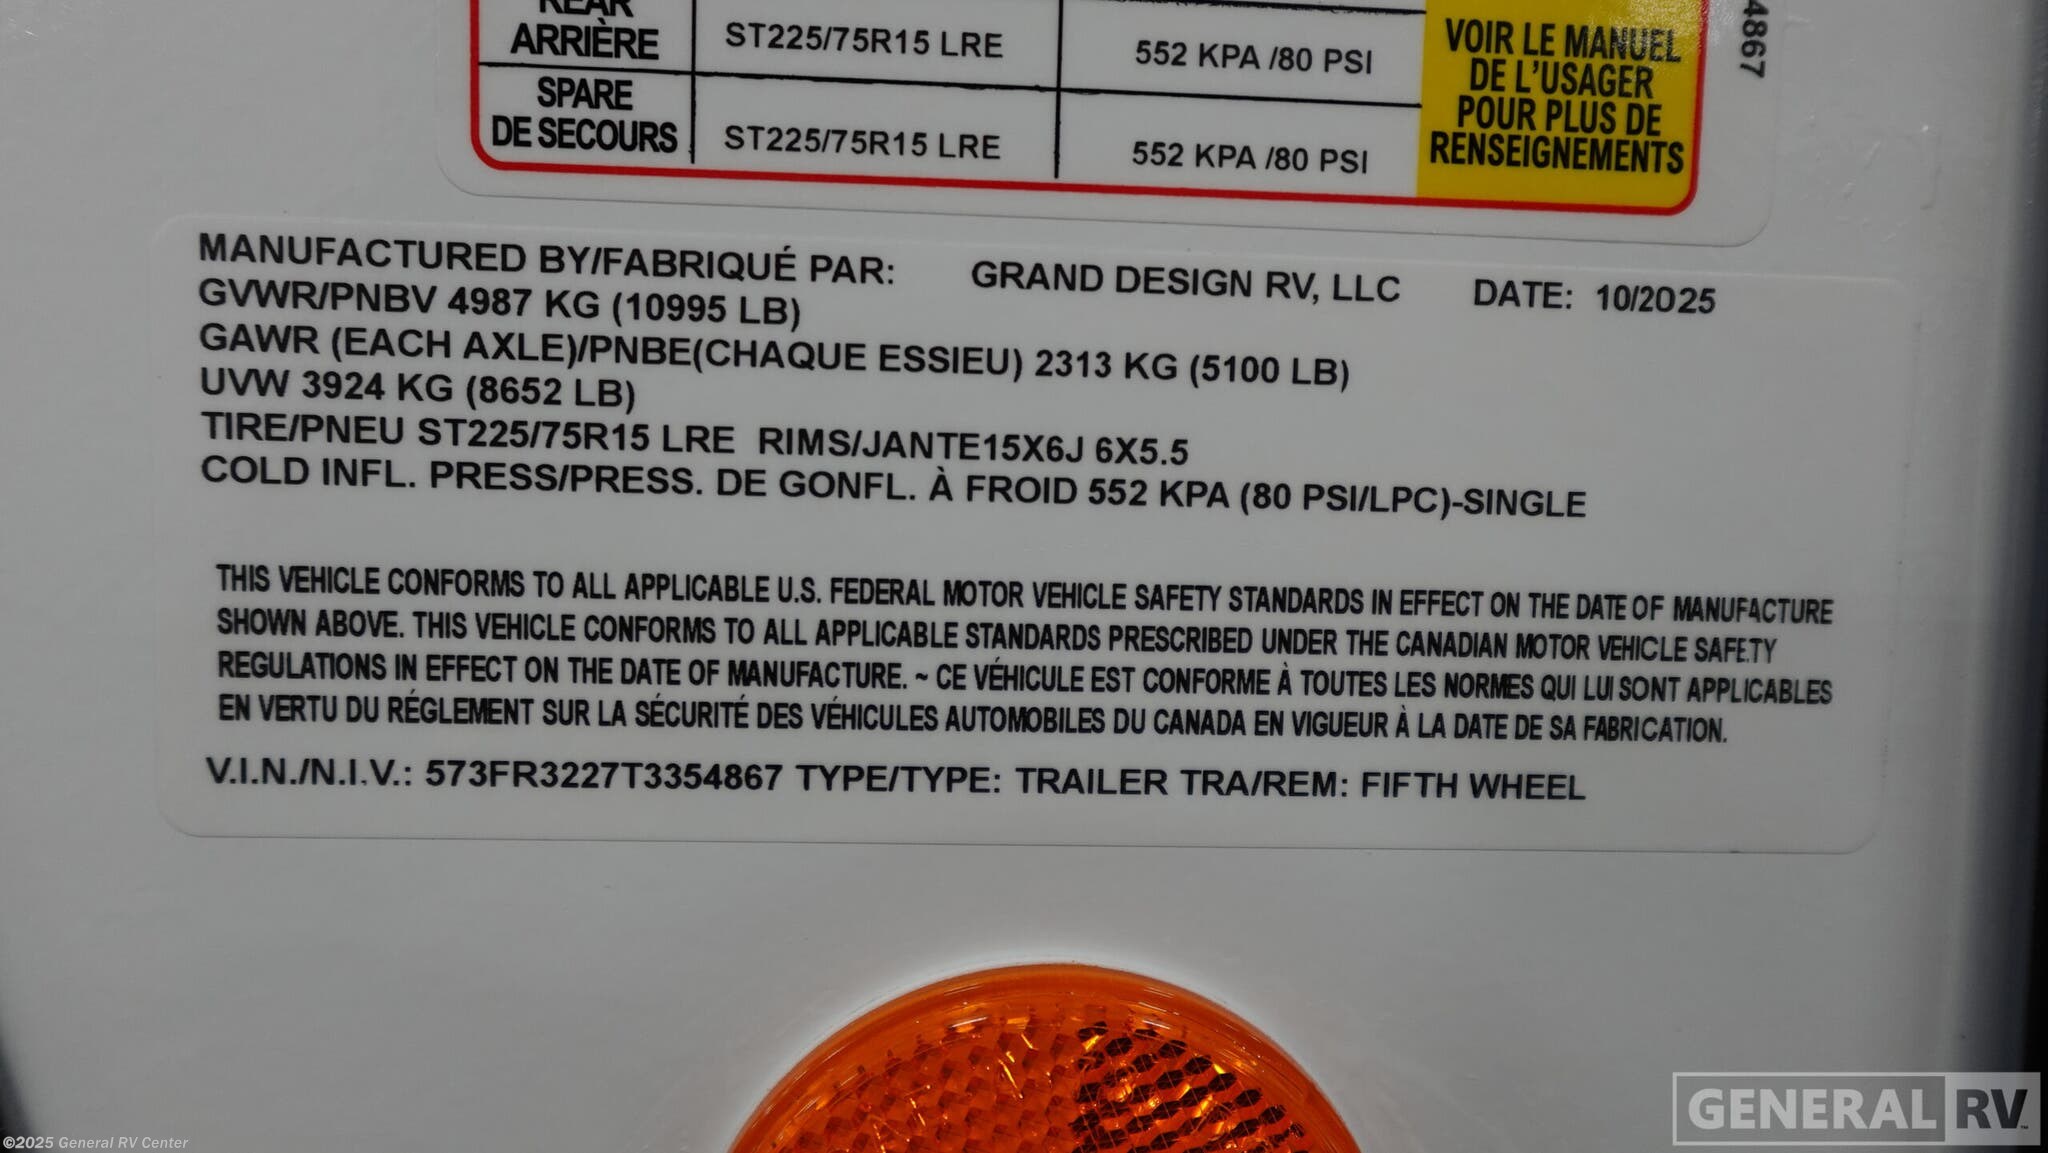 REAR
ARRIÈRE
ST225/75R15 LRE
552 KPA /80 PSI
SPARE
DE SECOURS
ST225/75R15 LRE
552 KPA /80 PSI
VOIR LE MANUEL
DE L'USAGER
POUR PLUS DE
RENSEIGNEMENTS
4867
MANUFACTURED BY/FABRIQUÉ PAR: GRAND DESIGN RV, LLC DATE: 10/2025
GVWR/PNBV 4987 KG (10995 LB)
GAWR (EACH AXLE)/PNBE(CHAQUE ESSIEU) 2313 KG (5100 LB)
UVW 3924 KG (8652 LB)
TIRE/PNEU ST225/75R15 LRE RIMS/JANTE15X6J 6X5.5
COLD INFL. PRESS/PRESS. DE GONFL. À FROID 552 KPA (80 PSI/LPC)-SINGLE
THIS VEHICLE CONFORMS TO ALL APPLICABLE U.S. FEDERAL MOTOR VEHICLE SAFETY STANDARDS IN EFFECT ON THE DATE OF MANUFACTURE
SHOWN ABOVE. THIS VEHICLE CONFORMS TO ALL APPLICABLE STANDARDS PRESCRIBED UNDER THE CANADIAN MOTOR VEHICLE SAFETY
REGULATIONS IN EFFECT ON THE DATE OF MANUFACTURE. ~ CE VÉHICULE EST CONFORME À TOUTES LES NORMES QUI LUI SONT APPLICABLES
EN VERTU DU RÉGLEMENT SUR LA SÉCURITÉ DES VÉHICULES AUTOMOBILES DU CANADA EN VIGUEUR À LA DATE DE SA FABRICATION.
V.I.N./N.I.V.: 573FR3227T3354867 TYPE/TYPE: TRAILER TRA/REM: FIFTH WHEEL
GENERAL RV™
©2025 General RV Center